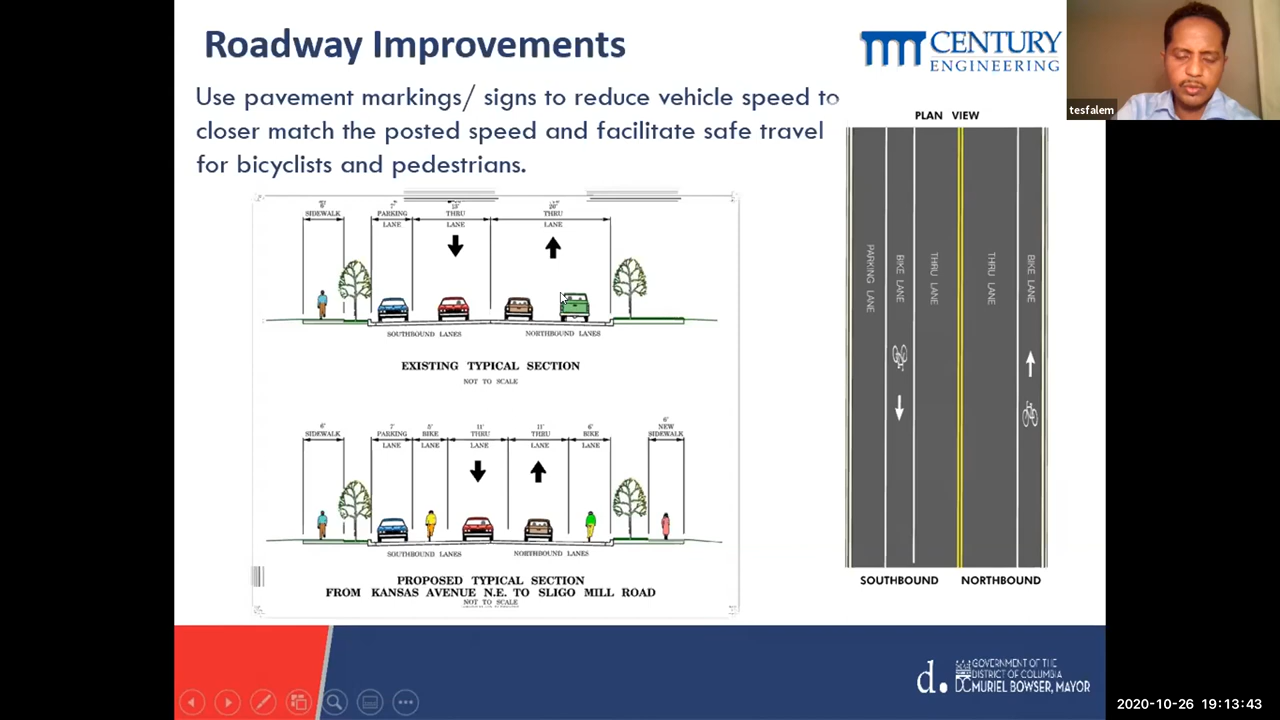 Roadway Improvements
CENTURY
ENGINEERING
tesfalem
Use pavement markings/ signs to reduce vehicle speed to
closer match the posted speed and facilitate safe travel
for bicyclists and pedestrians.
PLAN VIEW
SIDEWALK
7'
PARKING
LANE
13'
THRU
LANE
20'
THRU
LANE
SOUTHBOUND LANES
NORTHBOUND LANES
EXISTING TYPICAL SECTION
NOT TO SCALE
6'
SIDEWALK
7'
PARKING
LANE
5'
BIKE
LANE
11'
THRU
LANE
11'
THRU
LANE
6'
BIKE
LANE
6'
NEW
SIDEWALK
SOUTHBOUND LANES
NORTHBOUND LANES
PROPOSED TYPICAL SECTION
FROM KANSAS AVENUE N.E. TO SLIGO MILL ROAD
NOT TO SCALE
PARKING LANE
BIKE LANE
THRU LANE
THRU LANE
BIKE LANE
SOUTHBOUND
NORTHBOUND
d.
GOVERNMENT OF THE
DISTRICT OF COLUMBIA
DC MURIEL BOWSER, MAYOR
2020-10-26 19:13:43